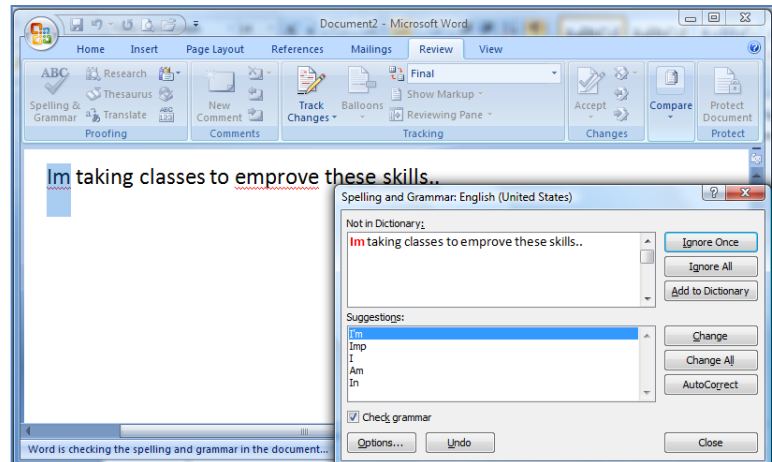 Document2 - Microsoft Word
Home Insert Page Layout References Mailings Review View
ABC Research Final
Spelling & Grammar Thesaurus New Comment Track Changes Balloons Show Markup Accept Compare Protect Document
ABC 123 Translate Reviewing Pane
Proofing Comments Tracking Changes Protect
Im taking classes to emprove these skills..
Spelling and Grammar: English (United States)
Not in Dictionary:
Im taking classes to emprove these skills..
Ignore Once
Ignore All
Add to Dictionary
Suggestions:
I'm
Imp
I
Am
In
Change
Change All
AutoCorrect
Check grammar
Options... Undo Close
Word is checking the spelling and grammar in the document...